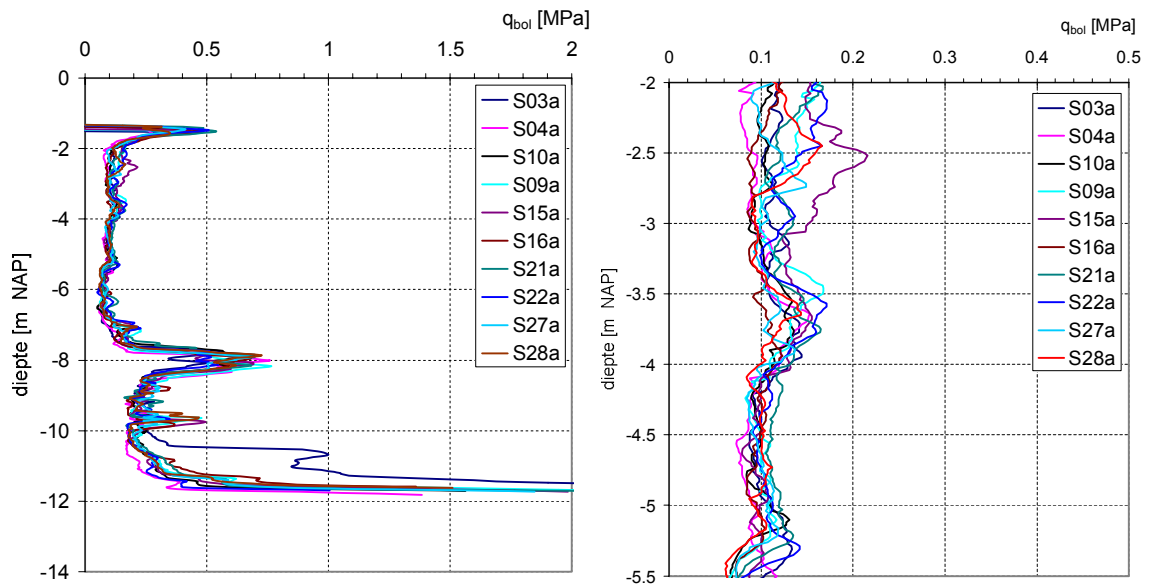 q_bol [MPa]
0 0.5 1 1.5 2
0
-2
-4
-6
-8
-10
-12
-14
diepte [m NAP]
S03a
S04a
S10a
S09a
S15a
S16a
S21a
S22a
S27a
S28a
q_bol [MPa]
0 0.1 0.2 0.3 0.4 0.5
-2
-2.5
-3
-3.5
-4
-4.5
-5
-5.5
diepte [m NAP]
S03a
S04a
S10a
S09a
S15a
S16a
S21a
S22a
S27a
S28a